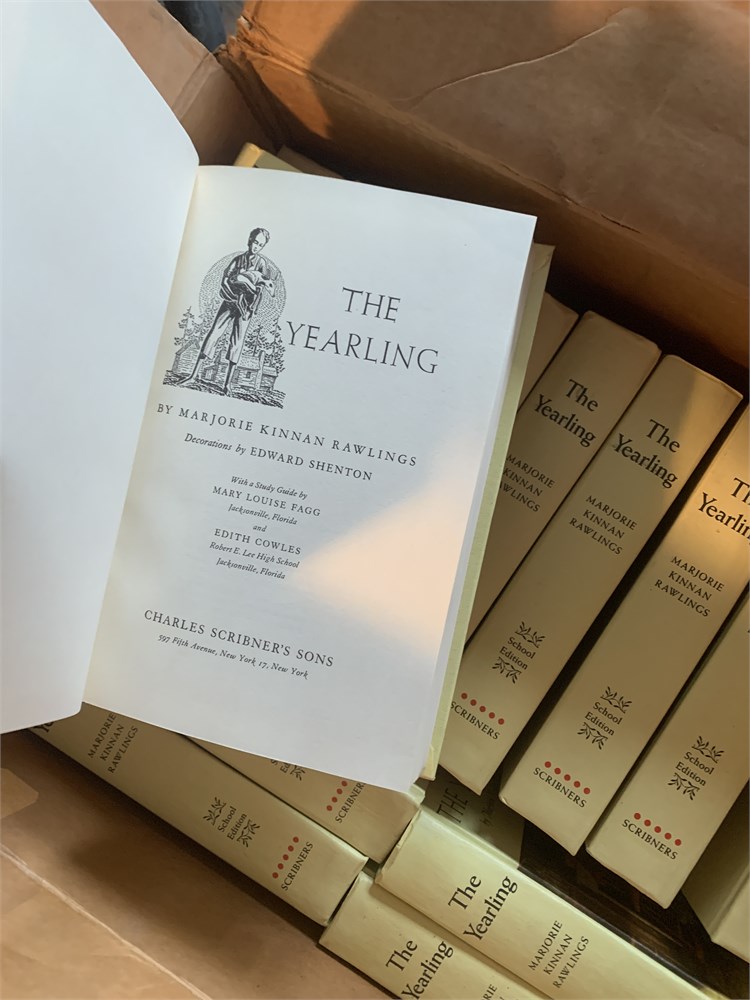 THE
YEARLING
BY MARJORIE KINNAN RAWLINGS
Decorations by EDWARD SHENTON
With a Study Guide by
MARY LOUISE FAGG
Jacksonville, Florida
and
EDITH COWLES
Robert E. Lee High School
Jacksonville, Florida
CHARLES SCRIBNER'S SONS
597 Fifth Avenue, New York 17, New York
The
Yearling
MARJORIE
KINNAN
RAWLINGS
SCRIBNERS
The
Yearling
MARJORIE
KINNAN
RAWLINGS
School
Edition
SCRIBNERS
Yearling
MARJORIE
KINNAN
RAWLINGS
School
Edition
SCRIBNERS
School
Edition
SCRIBNERS
MARJORIE
KINNAN
RAWLINGS
School
Edition
SCRIBNERS
Edition
SCRIBNERS
THE
The
Yearling
MARJORIE
KINNAN
RAWLINGS
The
Yearling
MARJORIE